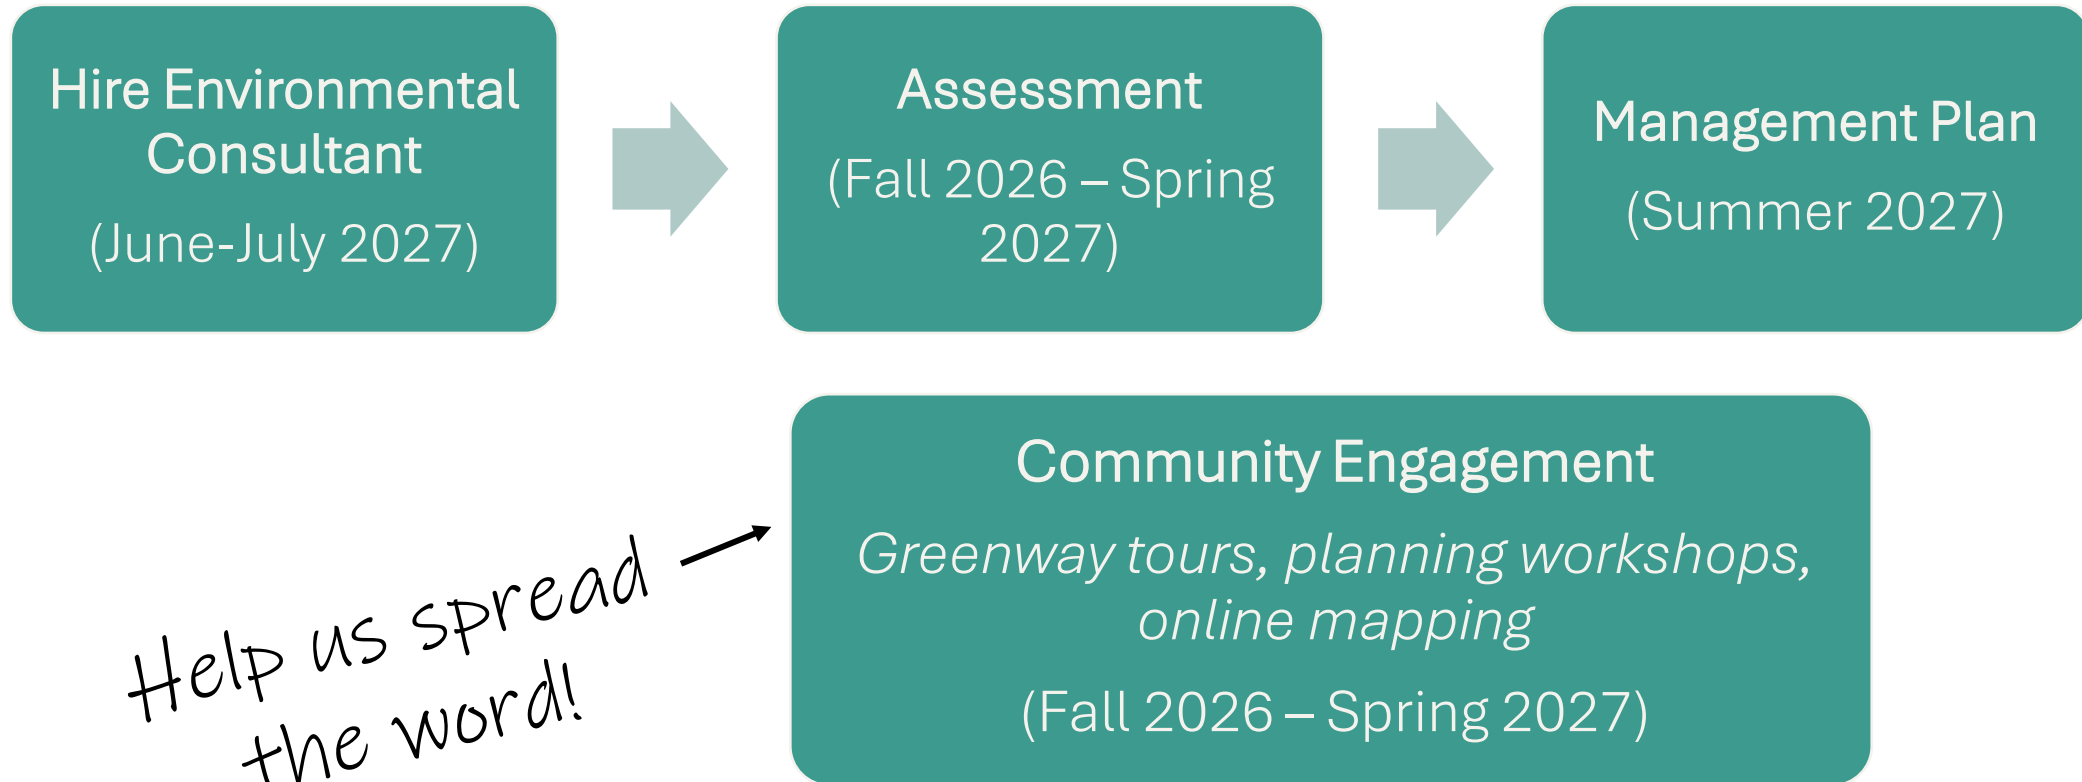 Hire Environmental
Consultant
(June-July 2027)
Assessment
(Fall 2026 – Spring
2027)
Management Plan
(Summer 2027)
Community Engagement
Greenway tours, planning workshops,
online mapping
(Fall 2026 – Spring 2027)
Help us spread
the word!